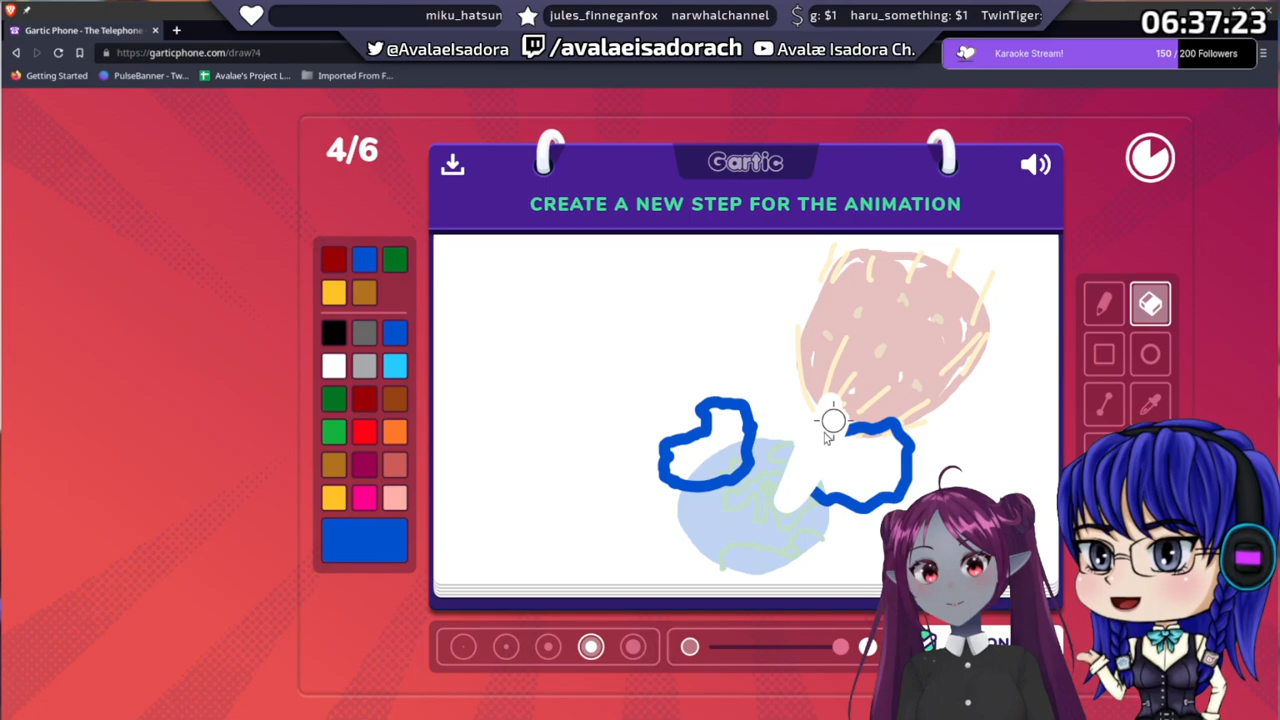 Gartic Phone - The Telephone
miku_hatsun
jules_finneganfox narwhalchannel
$ g: $1 haru_something: $1 TwinTiger:
06:37:23
https://garticphone.com/draw?4
@AvalaeIsadora
/avalaeisadorach
Avalæ Isadora Ch.
Karaoke Stream!
150 / 200 Followers
Getting Started
PulseBanner - Tw...
Avalae's Project L...
Imported From F...
4/6
Gartic
CREATE A NEW STEP FOR THE ANIMATION